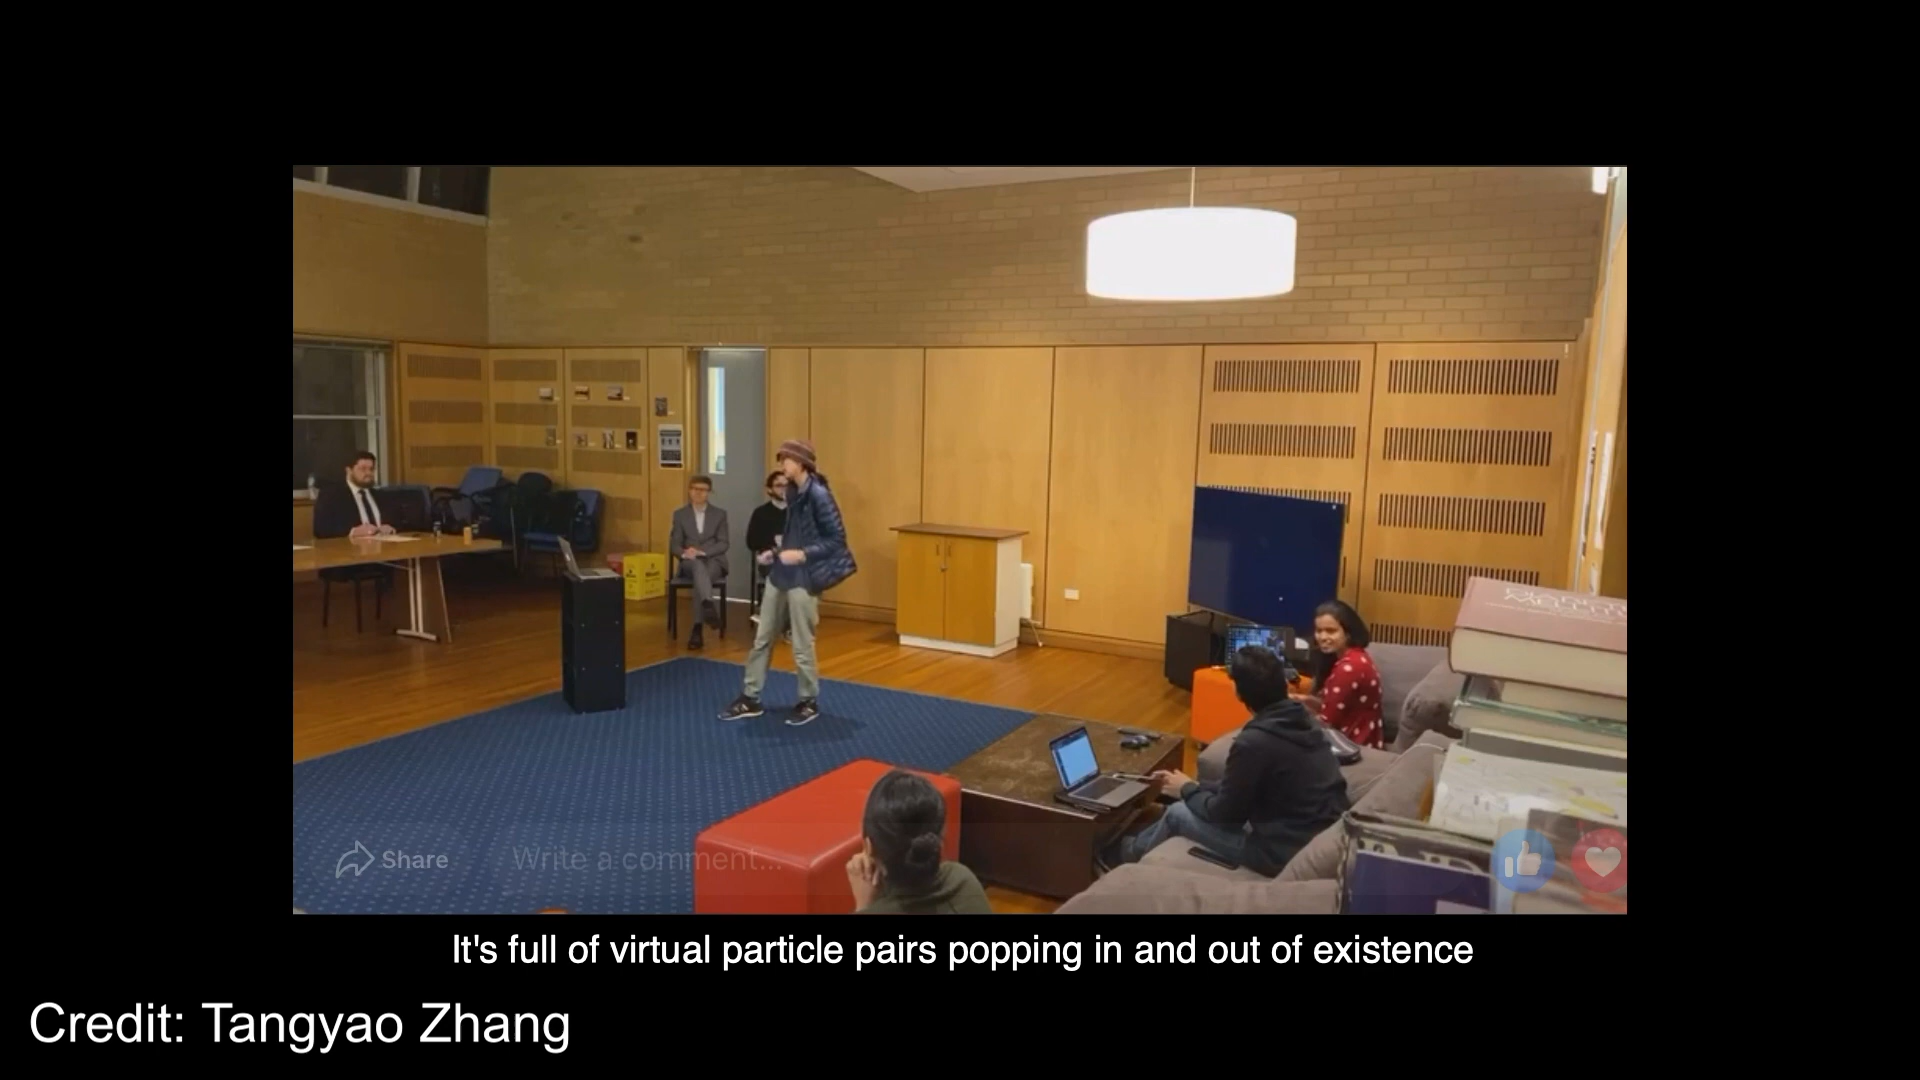 Share
Write a comment...
It's full of virtual particle pairs popping in and out of existence
Credit: Tangyao Zhang